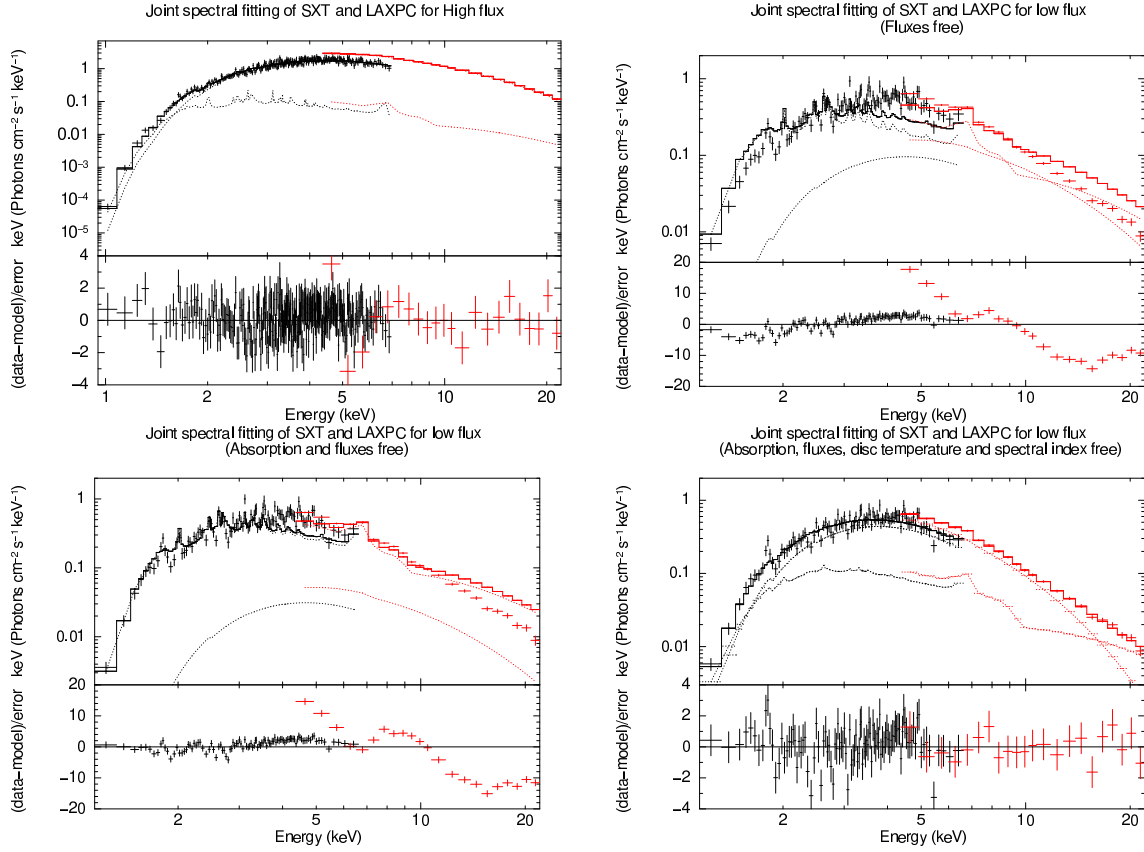 Joint spectral fitting of SXT and LAXPC for High flux
keV (Photons cm−2 s−1 keV−1)
1
0.1
0.01
10−3
10−4
10−5
(data−model)/error
4
2
0
−2
−4
1
2
5
10
20
Energy (keV)
Joint spectral fitting of SXT and LAXPC for low flux
(Fluxes free)
keV (Photons cm−2 s−1 keV−1)
1
0.1
0.01
(data−model)/error
20
10
0
−10
−20
2
5
10
20
Energy (keV)
Joint spectral fitting of SXT and LAXPC for low flux
(Absorption and fluxes free)
keV (Photons cm−2 s−1 keV−1)
1
0.1
0.01
(data−model)/error
20
10
0
−10
−20
2
5
10
20
Energy (keV)
Joint spectral fitting of SXT and LAXPC for low flux
(Absorption, fluxes, disc temperature and spectral index free)
keV (Photons cm−2 s−1 keV−1)
1
0.1
0.01
(data−model)/error
4
2
0
−2
−4
2
5
10
20
Energy (keV)